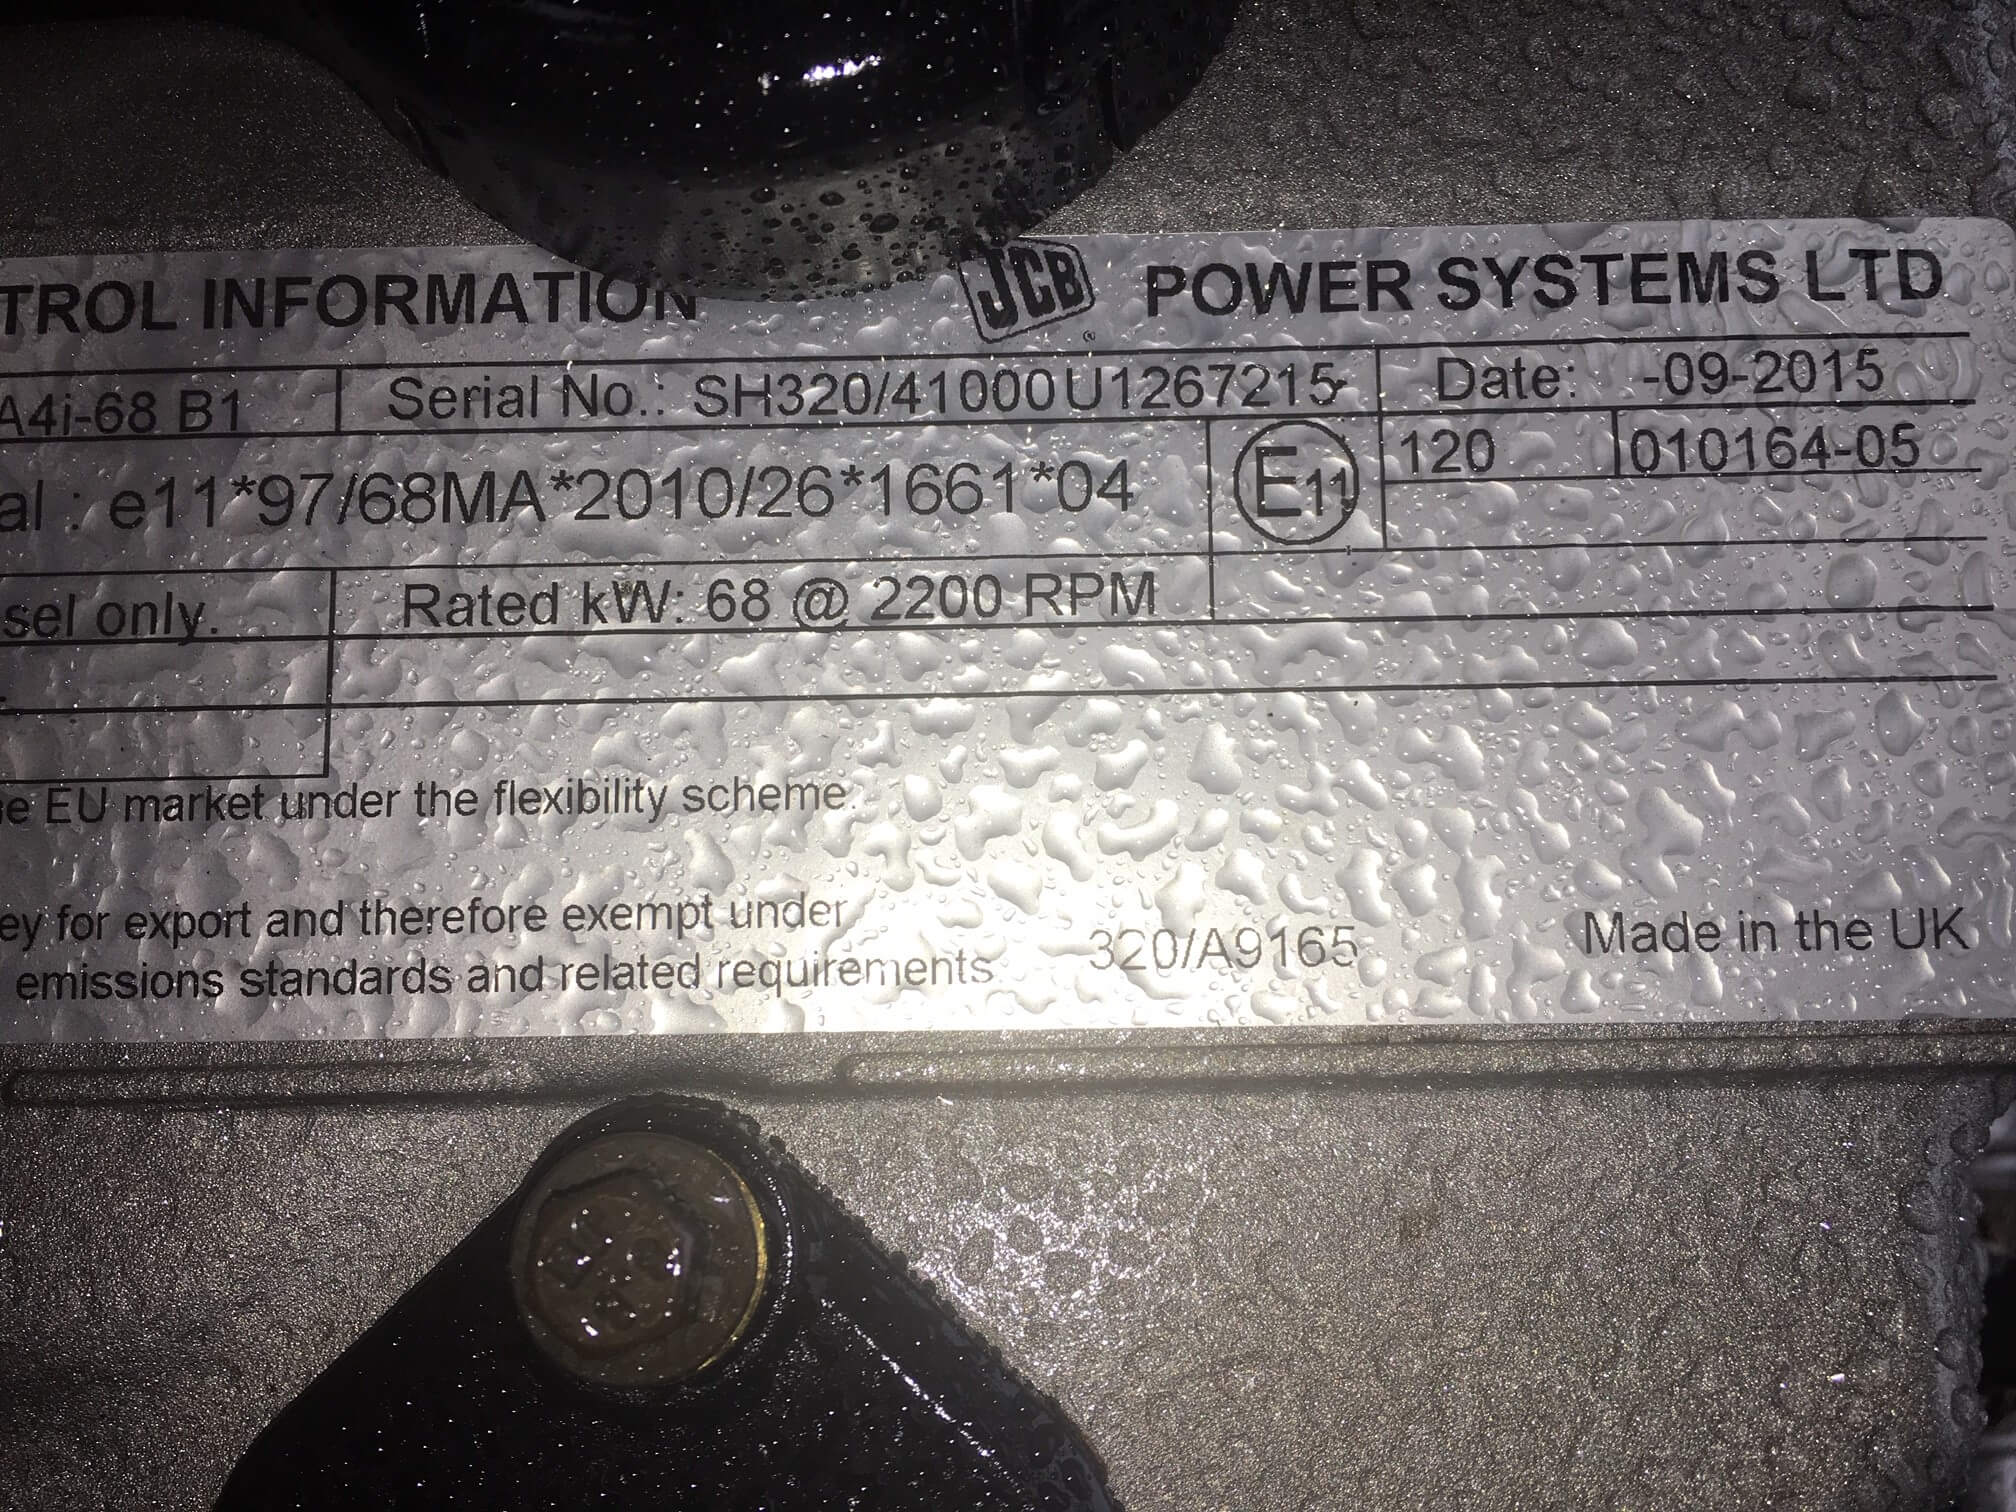 TROL INFORMATION JCB ® POWER SYSTEMS LTD
A4i-68 B1 Serial No.: SH320/41000U1267215 Date: -09-2015
al : e11*97/68MA*2010/26*1661*04 E11 120 010164-05
sel only. Rated kW: 68 @ 2200 RPM
e EU market under the flexibility scheme.
ey for export and therefore exempt under
emissions standards and related requirements 320/A9165 Made in the UK